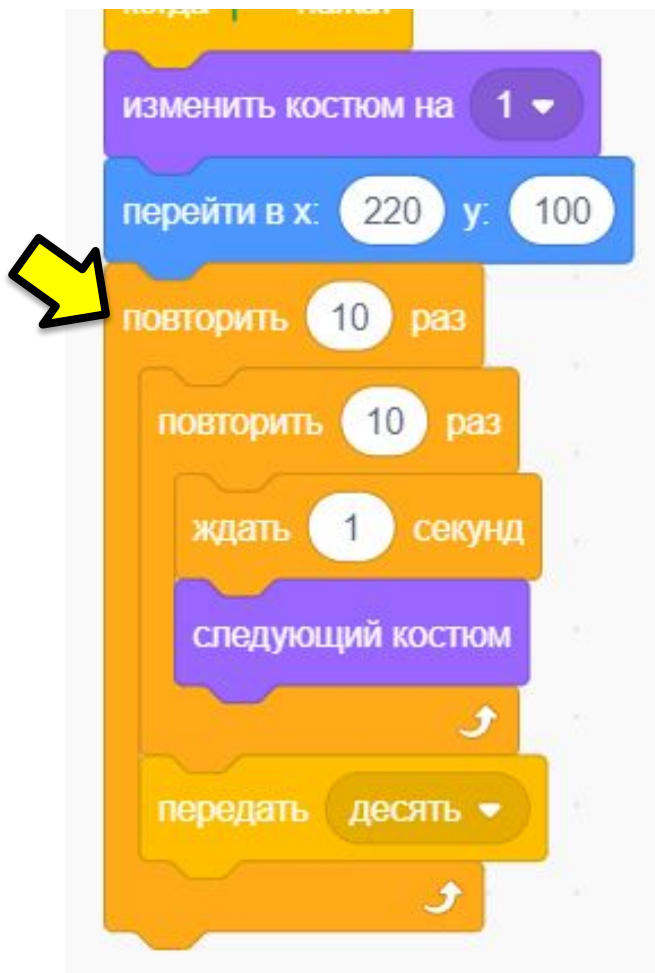 изменить костюм на 1
перейти в x: 220 y: 100
повторить 10 раз
повторить 10 раз
ждать 1 секунд
следующий костюм
передать десять